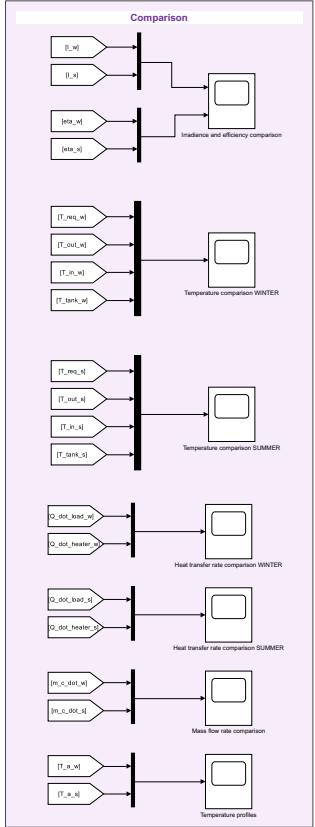 Comparison
[I_w]
[I_s]
[eta_w]
[eta_s]
Irradiance and efficiency comparison
[T_req_w]
[T_out_w]
[T_in_w]
[T_tank_w]
Temperature comparison WINTER
[T_req_s]
[T_out_s]
[T_in_s]
[T_tank_s]
Temperature comparison SUMMER
[Q_dot_load_w]
[Q_dot_heater_w]
Heat transfer rate comparison WINTER
[Q_dot_load_s]
[Q_dot_heater_s]
Heat transfer rate comparison SUMMER
[m_c_dot_w]
[m_c_dot_s]
Mass flow rate comparison
[T_a_w]
[T_a_s]
Temperature profiles